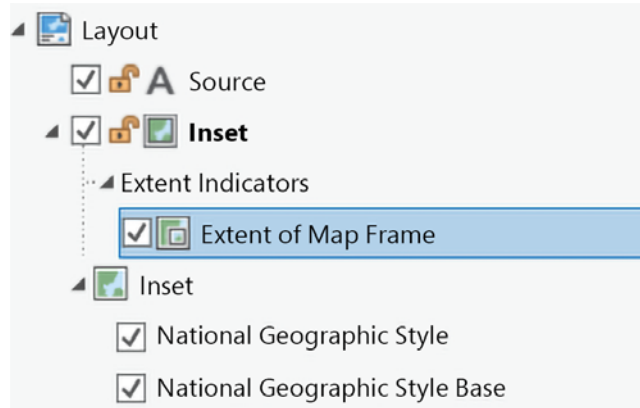 Layout
Source
Inset
Extent Indicators
Extent of Map Frame
Inset
National Geographic Style
National Geographic Style Base